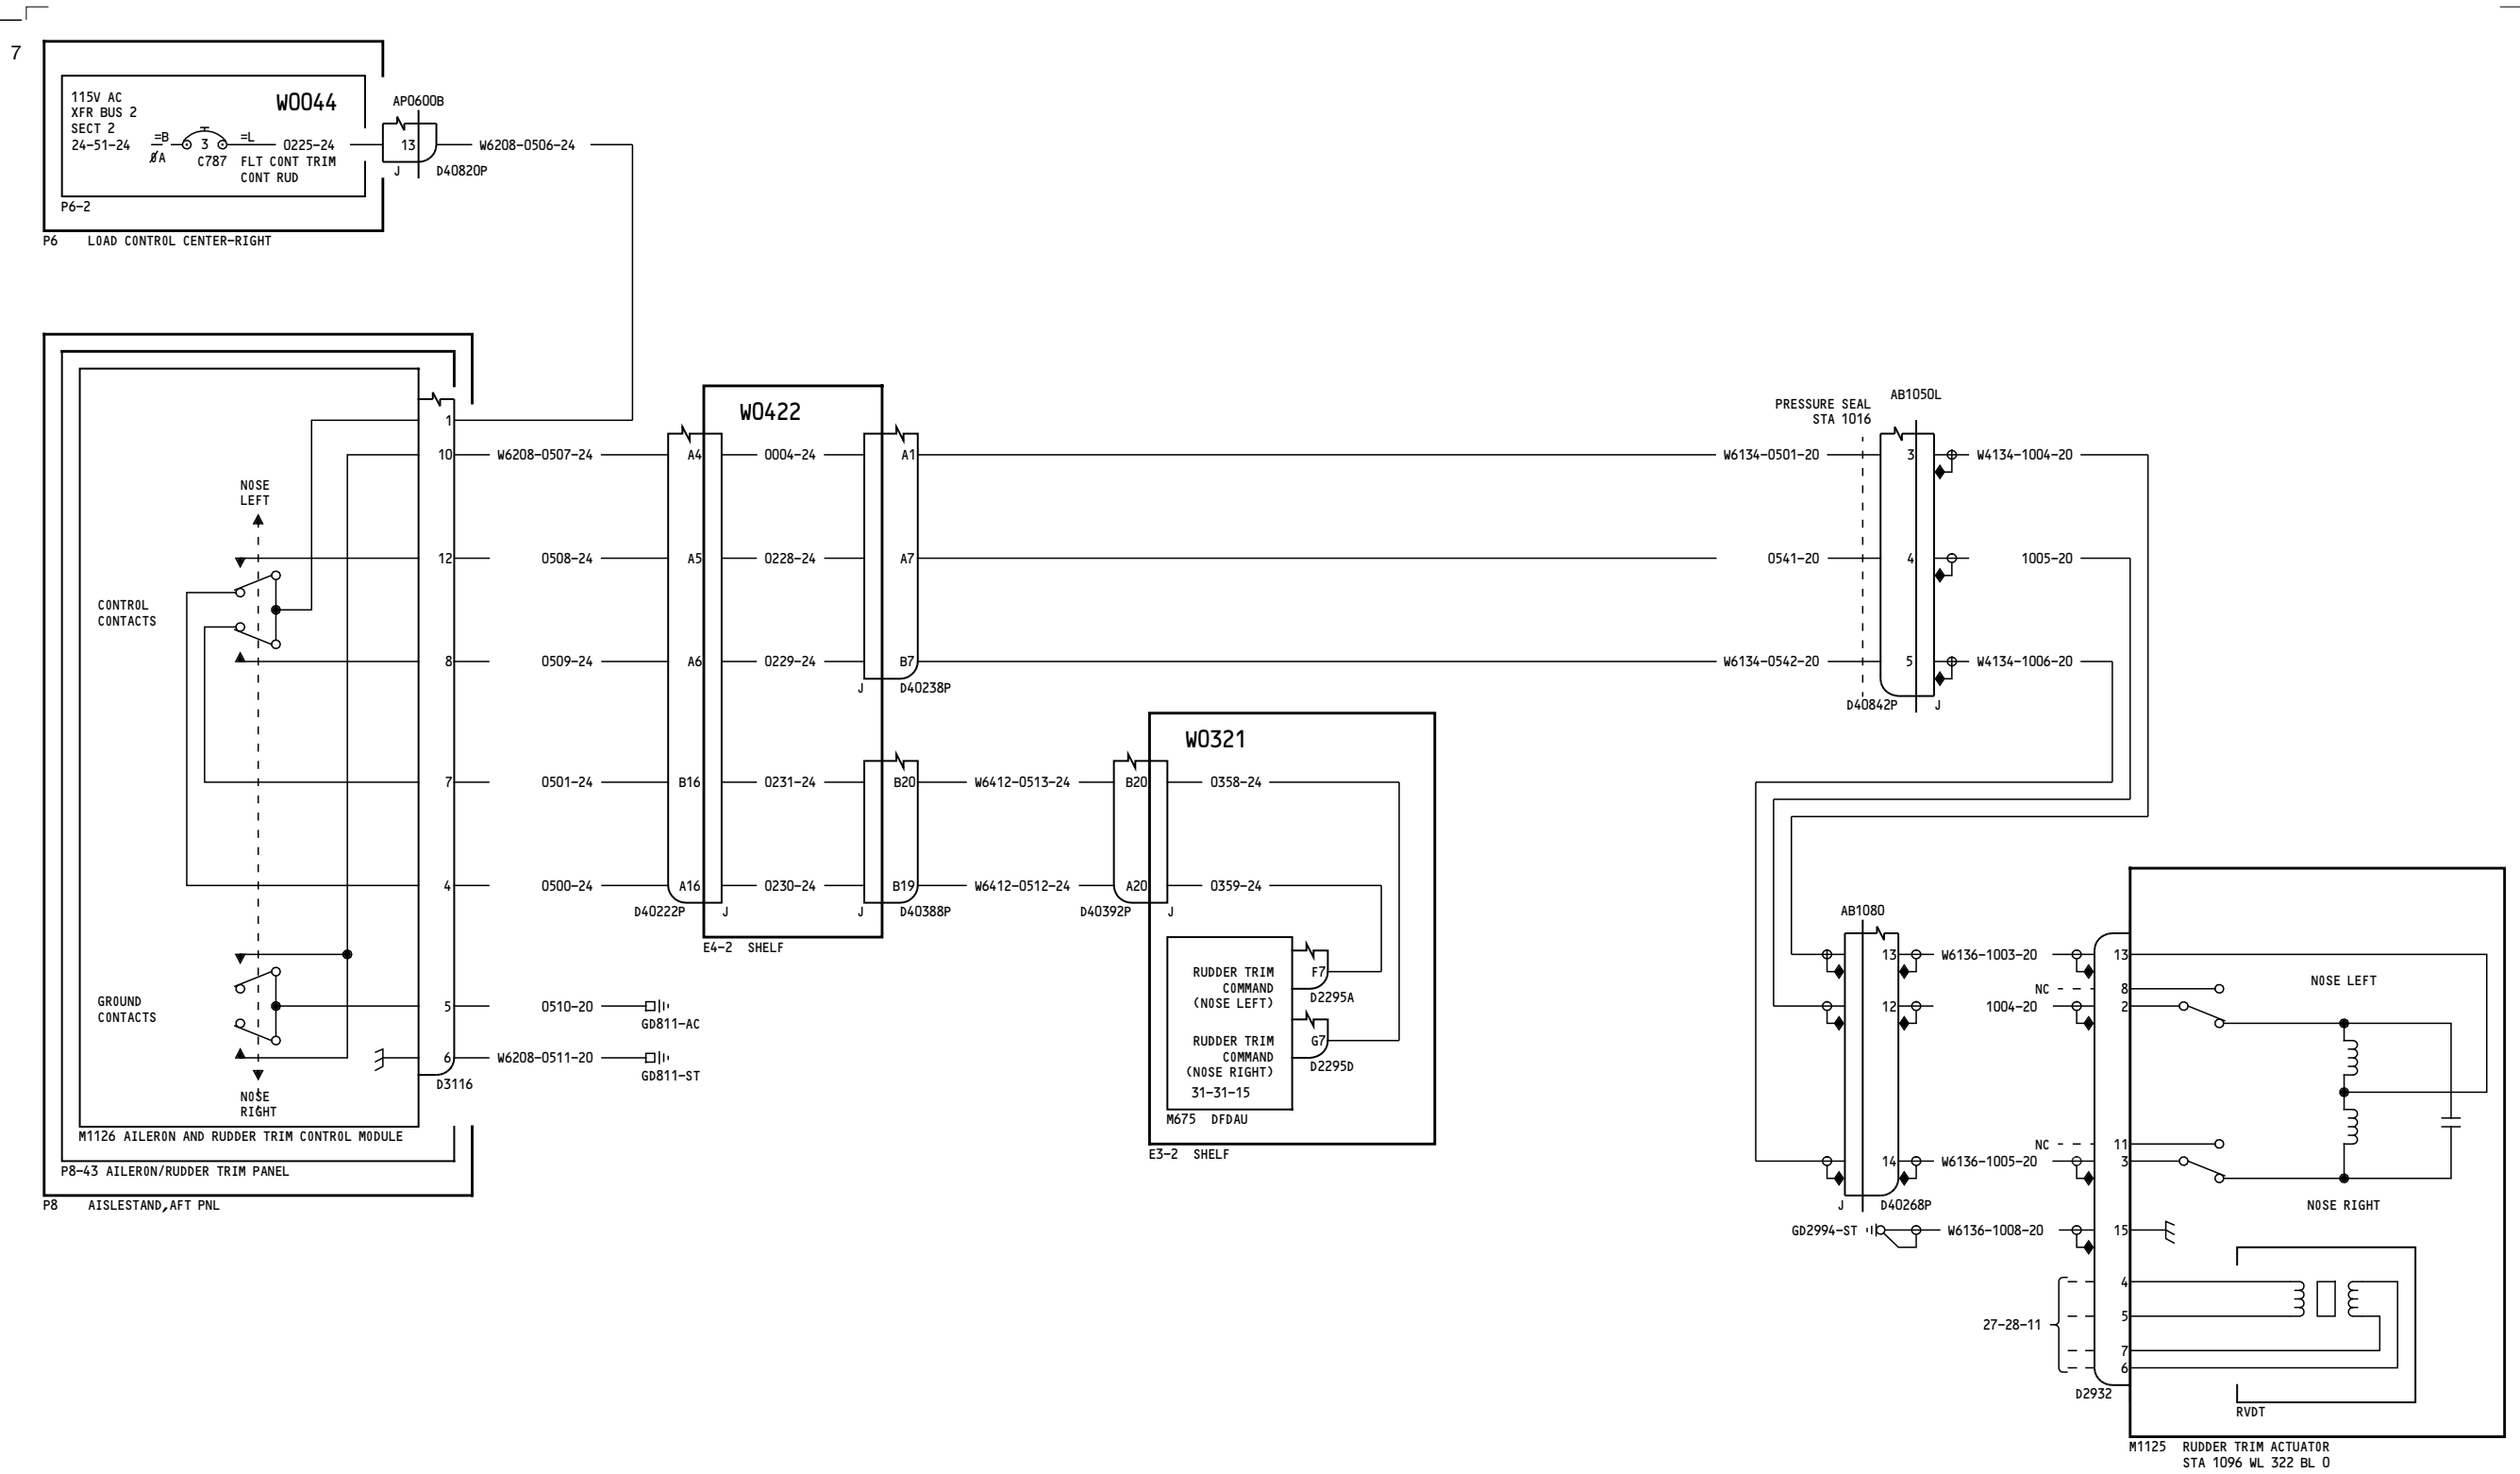 7
115V AC
XFR BUS 2
SECT 2
24-51-24
=B
ØA
3
C787
=L
0225-24
FLT CONT TRIM
CONT RUD
W0044
P6-2
P6 LOAD CONTROL CENTER-RIGHT
AP0600B
13
J
D40820P
W6208-0506-24
1
10
12
8
7
4
5
6
D3116
NOSE
LEFT
CONTROL
CONTACTS
GROUND
CONTACTS
NOSE
RIGHT
M1126 AILERON AND RUDDER TRIM CONTROL MODULE
P8-43 AILERON/RUDDER TRIM PANEL
P8 AISLESTAND,AFT PNL
W6208-0507-24
0508-24
0509-24
0501-24
0500-24
0510-20
GD811-AC
W6208-0511-20
GD811-ST
W0422
A4
0004-24
A1
A5
0228-24
A7
A6
0229-24
B7
J
D40238P
B16
0231-24
B20
A16
0230-24
B19
D40222P
J
J
D40388P
E4-2 SHELF
W6412-0513-24
W6412-0512-24
W0321
B20
0358-24
A20
0359-24
D40392P
J
RUDDER TRIM
COMMAND
(NOSE LEFT)
F7
D2295A
RUDDER TRIM
COMMAND
(NOSE RIGHT)
G7
D2295D
31-31-15
M675 DFDAU
E3-2 SHELF
PRESSURE SEAL
STA 1016
AB1050L
W6134-0501-20
3
W4134-1004-20
0541-20
4
1005-20
W6134-0542-20
5
W4134-1006-20
D40842P
J
AB1080
13
W6136-1003-20
12
1004-20
14
W6136-1005-20
J
D40268P
GD2994-ST
W6136-1008-20
NC
NC
27-28-11
13
8
2
11
3
15
4
5
7
6
D2932
NOSE LEFT
NOSE RIGHT
RVDT
M1125 RUDDER TRIM ACTUATOR
STA 1096 WL 322 BL 0